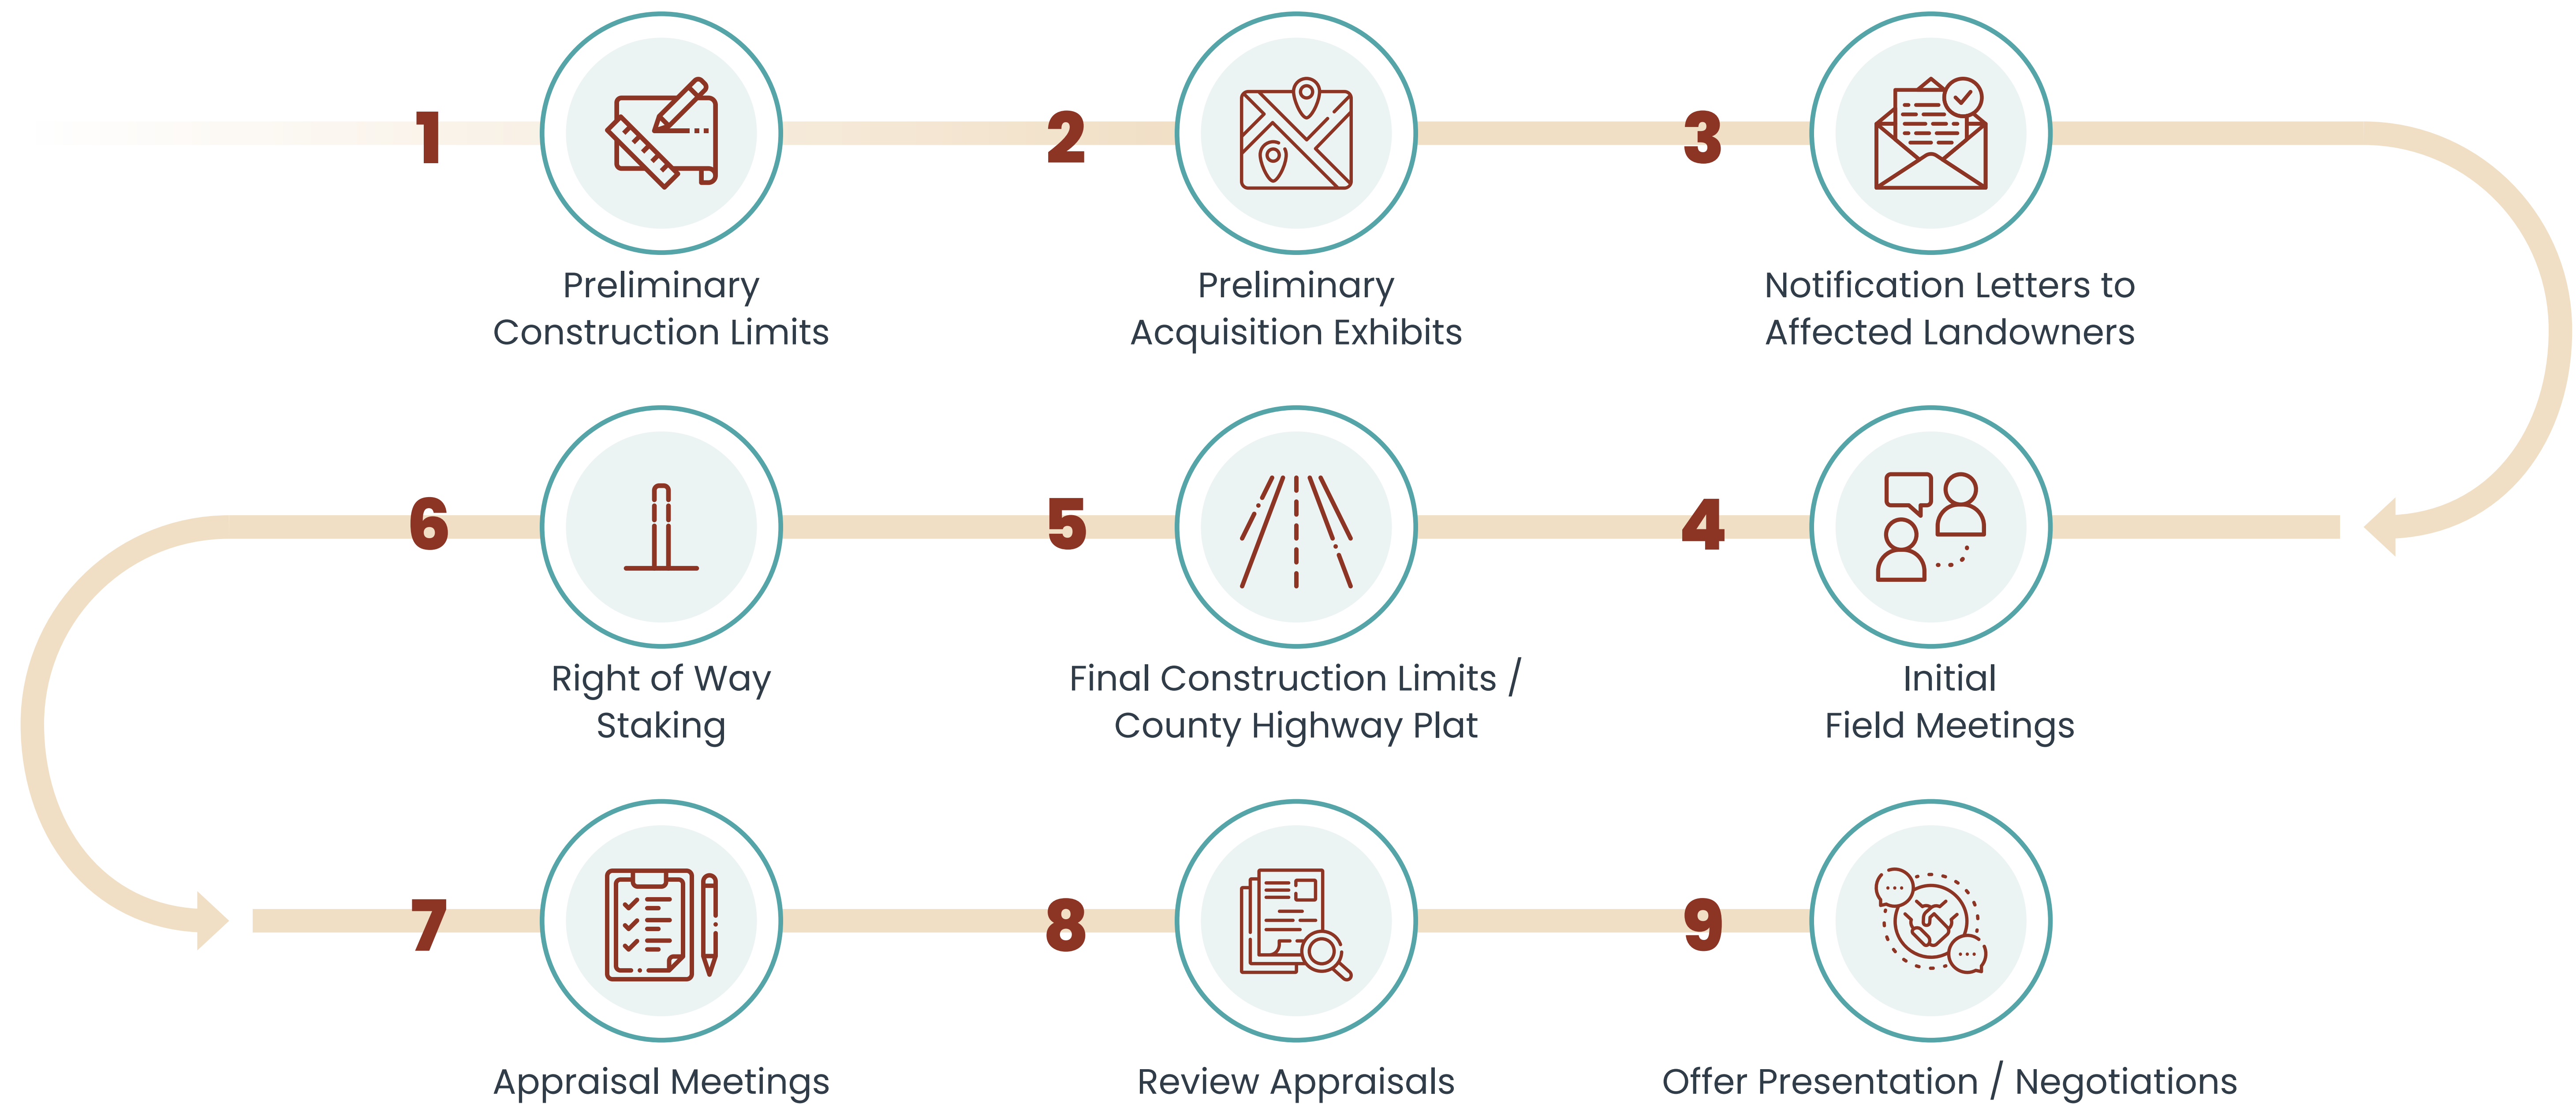 1
Preliminary
Construction Limits
2
Preliminary
Acquisition Exhibits
3
Notification Letters to
Affected Landowners
4
Initial
Field Meetings
5
Final Construction Limits /
County Highway Plat
6
Right of Way
Staking
7
Appraisal Meetings
8
Review Appraisals
9
Offer Presentation / Negotiations